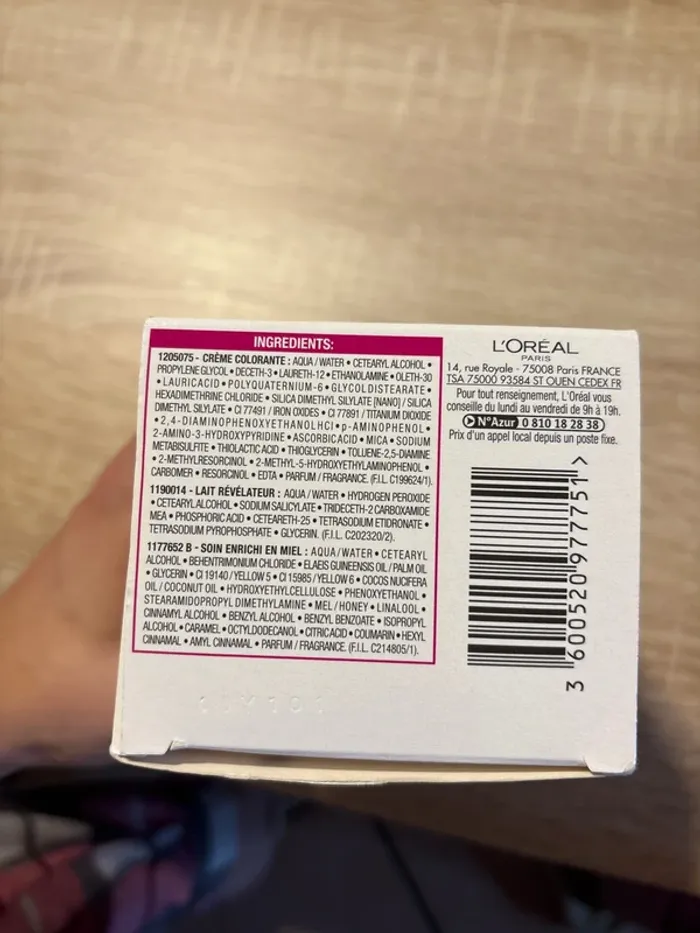 INGREDIENTS:
1205075 - CRÈME COLORANTE : AQUA / WATER • CETEARYL ALCOHOL •
PROPYLENE GLYCOL • DECETH-3 • LAURETH-12 • ETHANOLAMINE • OLETH-30
• LAURIC ACID • POLYQUATERNIUM-6 • GLYCOL DISTEARATE •
HEXADIMETHRINE CHLORIDE • SILICA DIMETHYL SILYLATE [NANO] / SILICA
DIMETHYL SILYLATE • CI 77491 / IRON OXIDES • CI 77891 / TITANIUM DIOXIDE
• 2,4-DIAMINOPHENOXYETHANOL HCl • p-AMINOPHENOL •
2-AMINO-3-HYDROXYPYRIDINE • ASCORBIC ACID • MICA • SODIUM
METABISULFITE • THIOLACTIC ACID • THIOGLYCERIN • TOLUENE-2,5-DIAMINE
• 2-METHYLRESORCINOL • 2-METHYL-5-HYDROXYETHYLAMINOPHENOL •
CARBOMER • RESORCINOL • EDTA • PARFUM / FRAGRANCE. (F.I.L. C199624/1).
1190014 - LAIT RÉVÉLATEUR : AQUA / WATER • HYDROGEN PEROXIDE
• CETEARYL ALCOHOL • SODIUM SALICYLATE • TRIDECETH-2 CARBOXAMIDE
MEA • PHOSPHORIC ACID • CETEARETH-25 • TETRASODIUM ETIDRONATE •
TETRASODIUM PYROPHOSPHATE • GLYCERIN. (F.I.L. C202320/2).
1177652 B - SOIN ENRICHI EN MIEL : AQUA / WATER • CETEARYL
ALCOHOL • BEHENTRIMONIUM CHLORIDE • ELAEIS GUINEENSIS OIL / PALM OIL
• GLYCERIN • CI 19140 / YELLOW 5 • CI 15985 / YELLOW 6 • COCOS NUCIFERA
OIL / COCONUT OIL • HYDROXYETHYLCELLULOSE • PHENOXYETHANOL •
STEARAMIDOPROPYL DIMETHYLAMINE • MEL / HONEY • LINALOOL •
CINNAMYL ALCOHOL • BENZYL ALCOHOL • BENZYL BENZOATE • ISOPROPYL
ALCOHOL • CARAMEL • OCTYLDODECANOL • CITRIC ACID • COUMARIN • HEXYL
CINNAMAL • AMYL CINNAMAL • PARFUM / FRAGRANCE. (F.I.L. C214805/1).
L'ORÉAL
PARIS
14, rue Royale - 75008 Paris FRANCE
TSA 75000 93584 ST OUEN CEDEX FR
Pour tout renseignement, L'Oréal vous
conseille du lundi au vendredi de 9h à 19h.
N°Azur 0 810 18 28 38
Prix d'un appel local depuis un poste fixe.
3 600520 977751 >